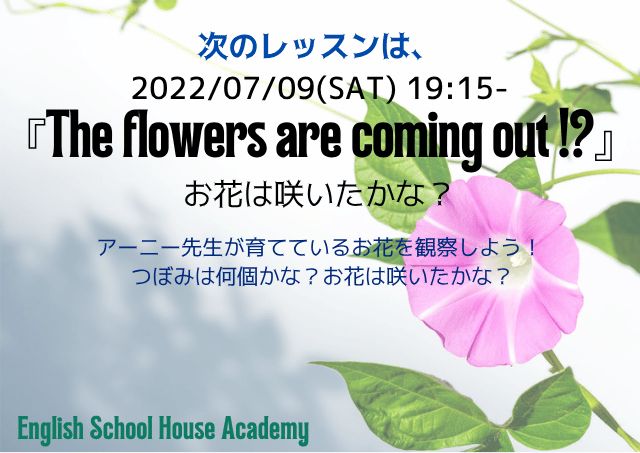 次のレッスンは、
2022/07/09(SAT) 19:15-
『The flowers are coming out !?』
お花は咲いたかな？
アーニー先生が育てているお花を観察しよう！
つぼみは何個かな？お花は咲いたかな？
English School House Academy